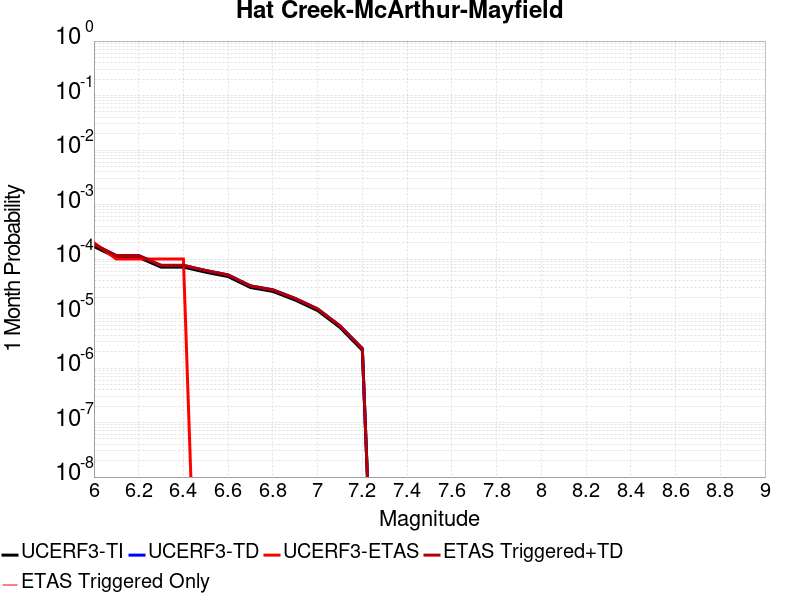 Hat Creek-McArthur-Mayfield
10^0
10^-1
10^-2
10^-3
10^-4
10^-5
10^-6
10^-7
10^-8
1 Month Probability
6 6.2 6.4 6.6 6.8 7 7.2 7.4 7.6 7.8 8 8.2 8.4 8.6 8.8 9
Magnitude
UCERF3-TI UCERF3-TD UCERF3-ETAS ETAS Triggered+TD
ETAS Triggered Only